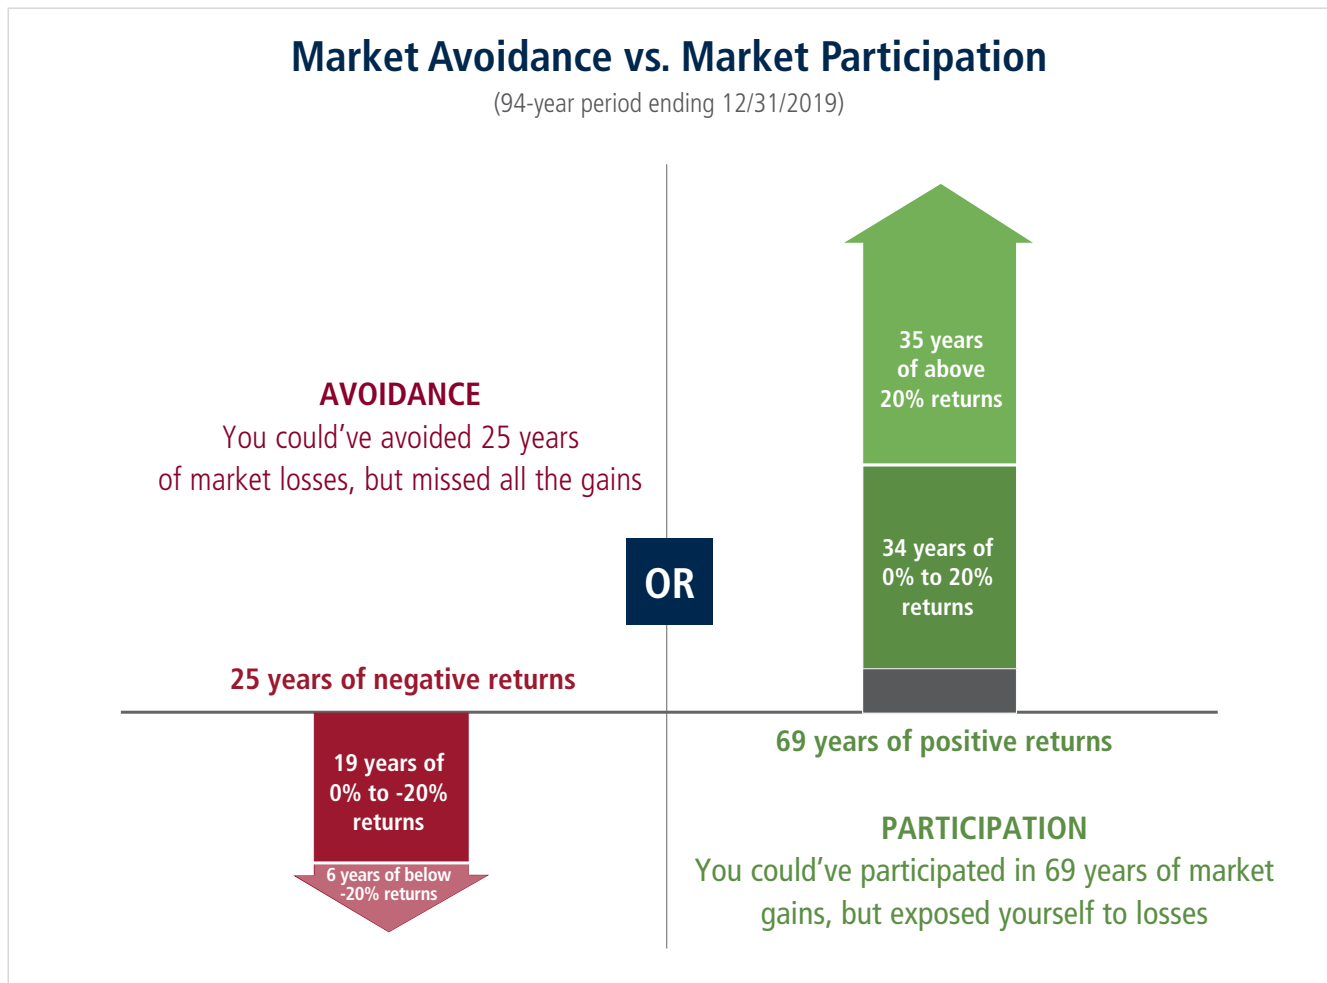 Market Avoidance vs. Market Participation
(94-year period ending 12/31/2019)
AVOIDANCE
You could’ve avoided 25 years
of market losses, but missed all the gains
25 years of negative returns
19 years of
0% to -20%
returns
6 years of below
-20% returns
OR
35 years
of above
20% returns
34 years of
0% to 20%
returns
69 years of positive returns
PARTICIPATION
You could’ve participated in 69 years of market
gains, but exposed yourself to losses